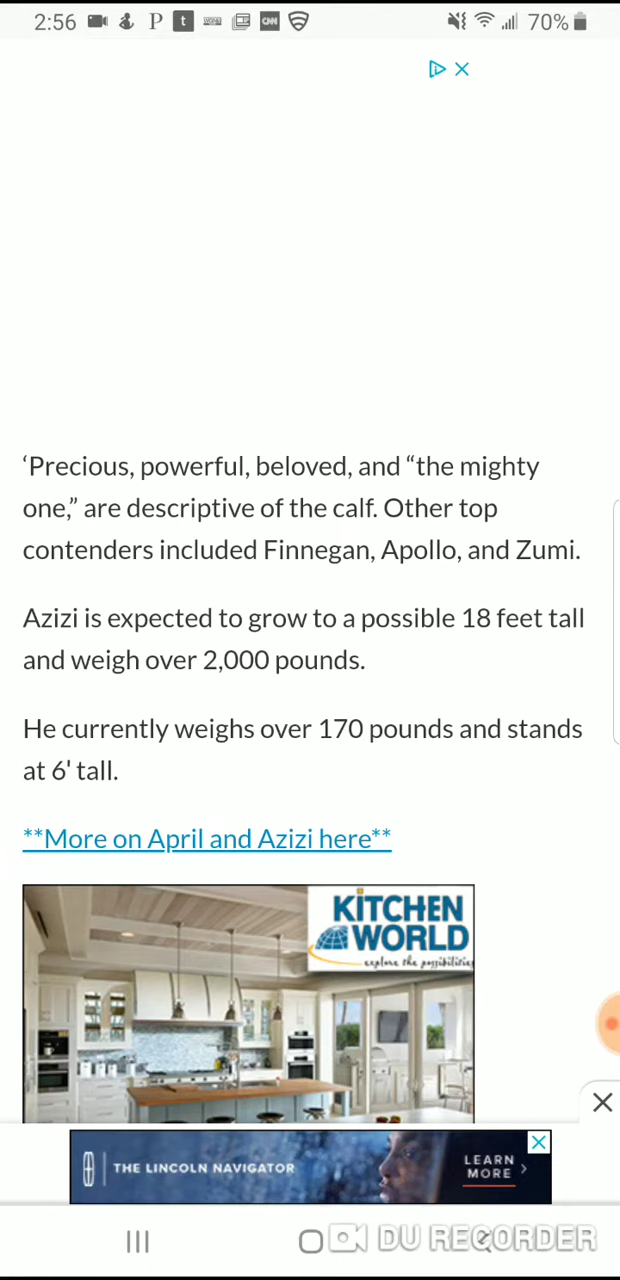 2:56 P t CNN 70%
‘Precious, powerful, beloved, and “the mighty
one,” are descriptive of the calf. Other top
contenders included Finnegan, Apollo, and Zumi.
Azizi is expected to grow to a possible 18 feet tall
and weigh over 2,000 pounds.
He currently weighs over 170 pounds and stands
at 6' tall.
**More on April and Azizi here**
KITCHEN
WORLD
explore the possibilities
THE LINCOLN NAVIGATOR
LEARN
MORE
DU RECORDER